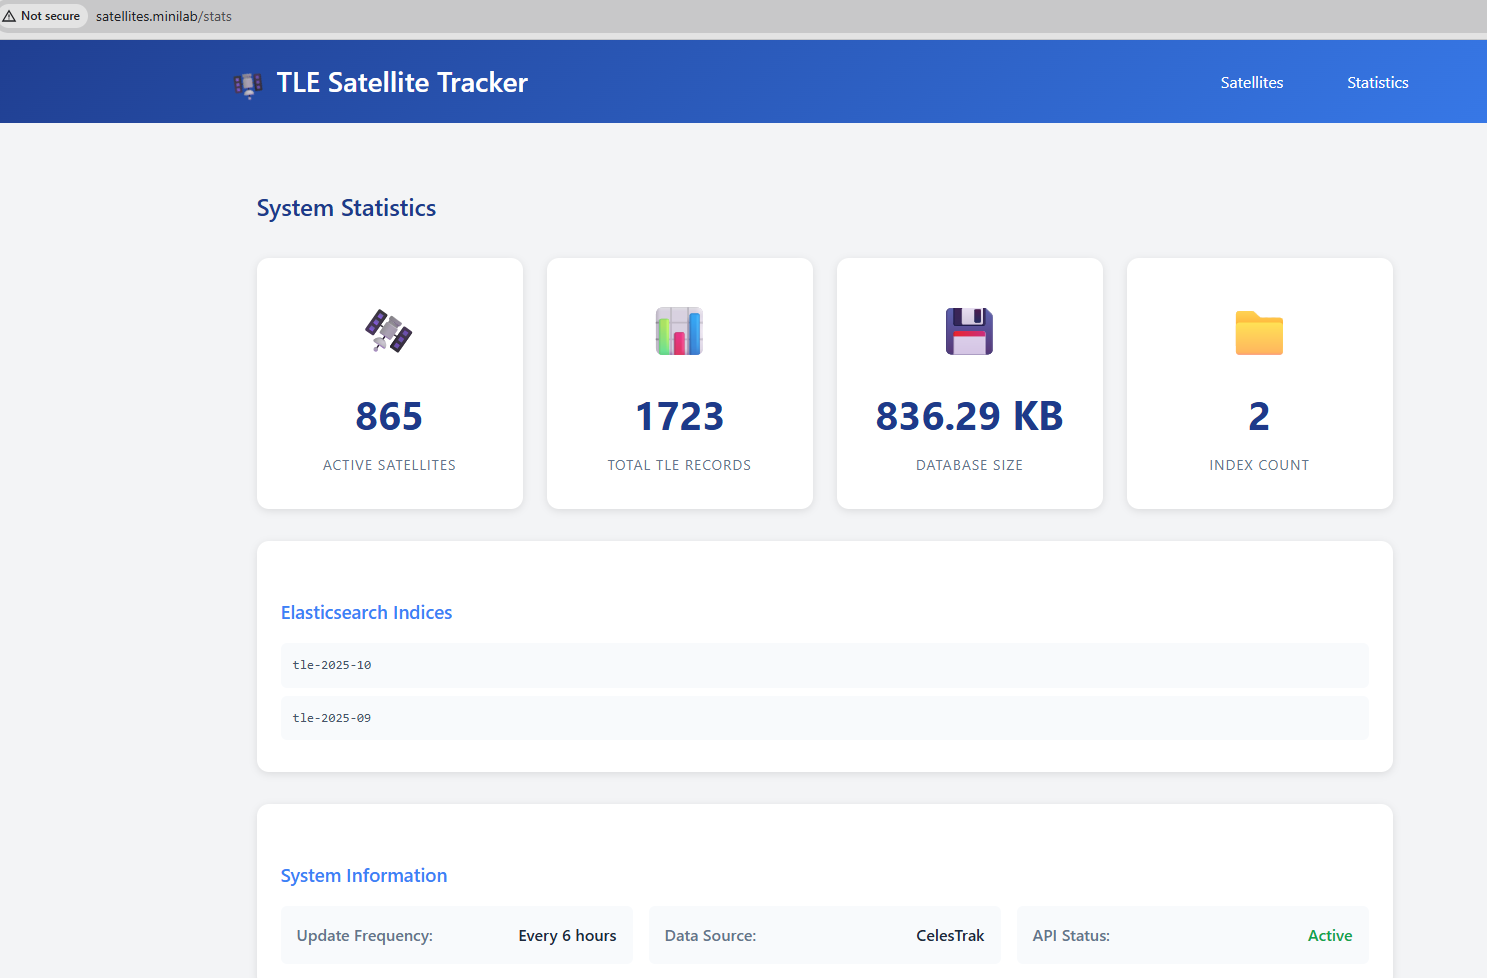 Not secure satellites.minilab/stats
TLE Satellite Tracker
Satellites
Statistics
System Statistics
865
ACTIVE SATELLITES
1723
TOTAL TLE RECORDS
836.29 KB
DATABASE SIZE
2
INDEX COUNT
Elasticsearch Indices
tle-2025-10
tle-2025-09
System Information
Update Frequency: Every 6 hours
Data Source: CelesTrak
API Status: Active